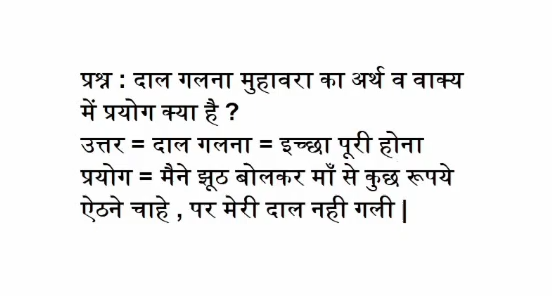 प्रश्न : दाल गलना मुहावरा का अर्थ व वाक्य
में प्रयोग क्या है ?
उत्तर = दाल गलना = इच्छा पूरी होना
प्रयोग = मैने झूठ बोलकर माँ से कुछ रूपये
ऐठने चाहे , पर मेरी दाल नही गली |